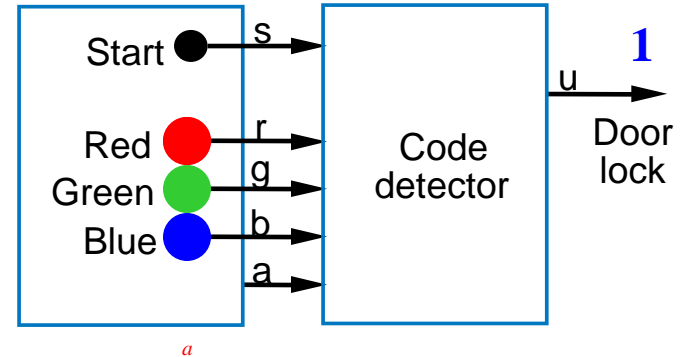 Start
s
1
u
Red
r
Door
lock
Code
detector
Green
g
Blue
b
a
a